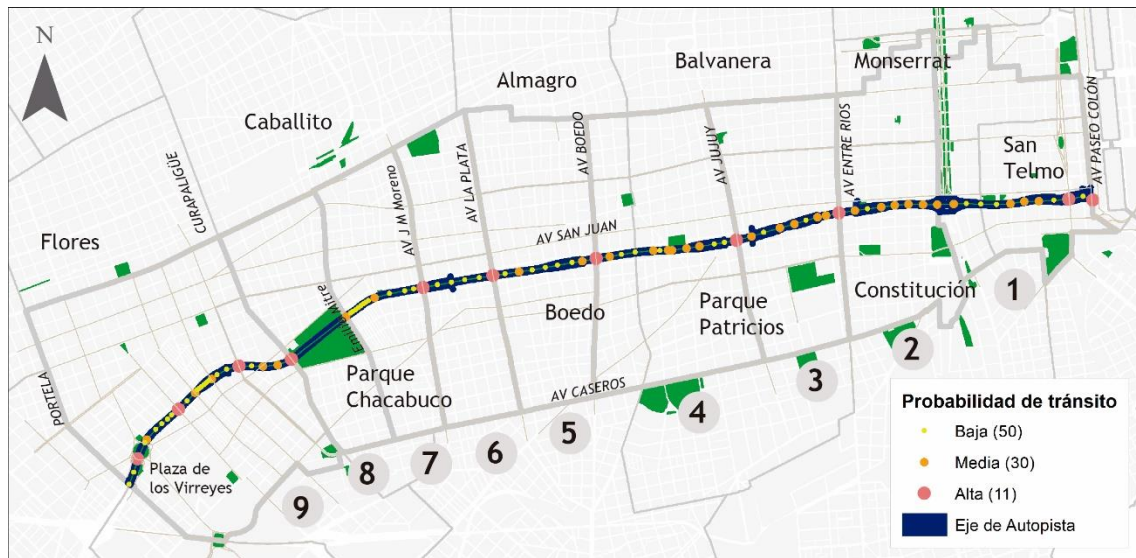 N
Balvanera
Monserrat
Almagro
Caballito
Flores
San
Telmo
CURAPALIGÜE
AV J M Moreno
AV LA PLATA
AV BOEDO
AV JUJUY
AV ENTRE RIOS
AV PASEO COLÓN
AV SAN JUAN
Emilio Mitre
PORTELA
Boedo
Parque
Patricios
Constitución
Parque
Chacabuco
AV CASEROS
Plaza de
los Virreyes
1
2
3
4
5
6
7
8
9
Probabilidad de tránsito
Baja (50)
Media (30)
Alta (11)
Eje de Autopista